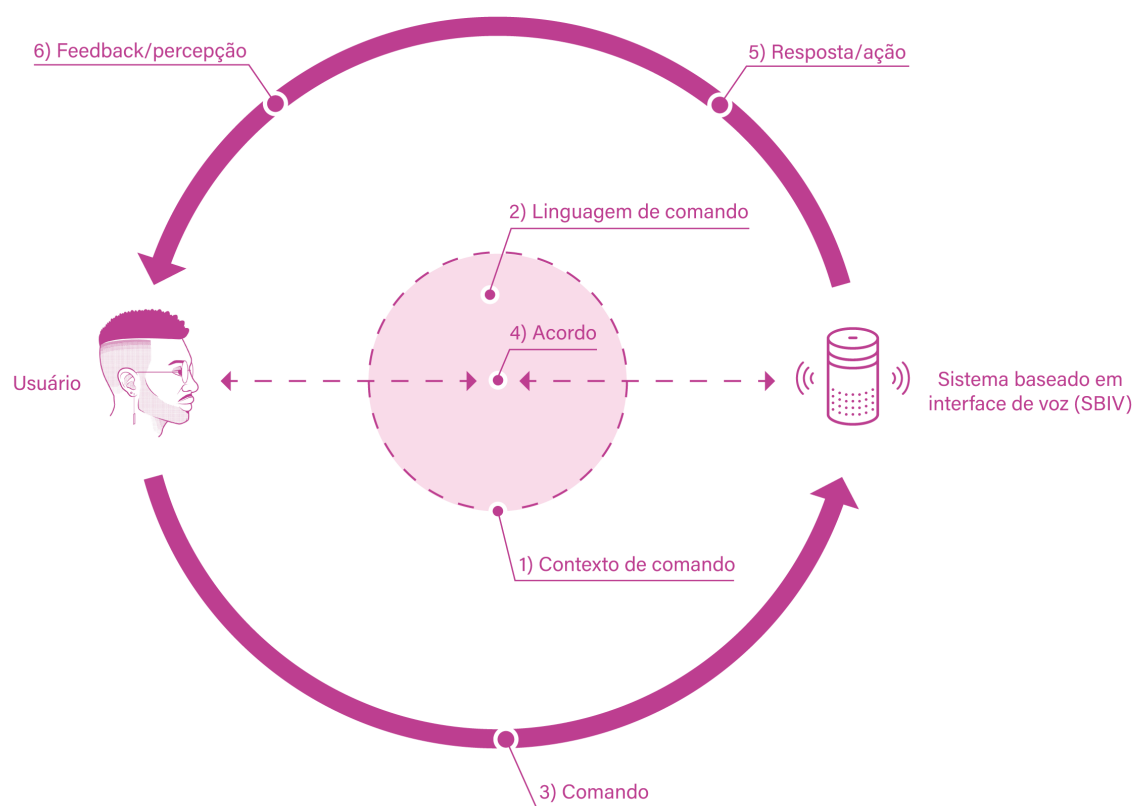 6) Feedback/percepção
5) Resposta/ação
2) Linguagem de comando
4) Acordo
Usuário
Sistema baseado em
interface de voz (SBIV)
1) Contexto de comando
3) Comando